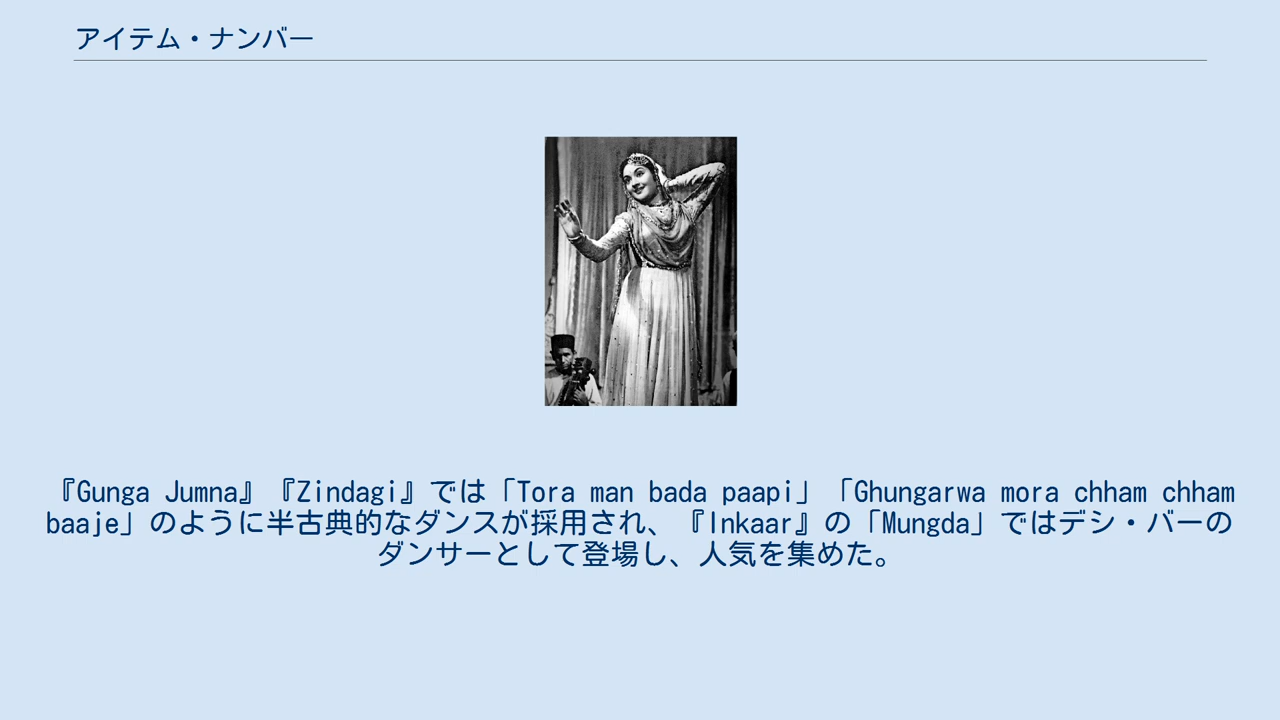 アイテム・ナンバー
『Gunga Jumna』『Zindagi』では「Tora man bada paapi」「Ghungarwa mora chham chham
baaje」のように半古典的なダンスが採用され、『Inkaar』の「Mungda」ではデシ・バーの
ダンサーとして登場し、人気を集めた。